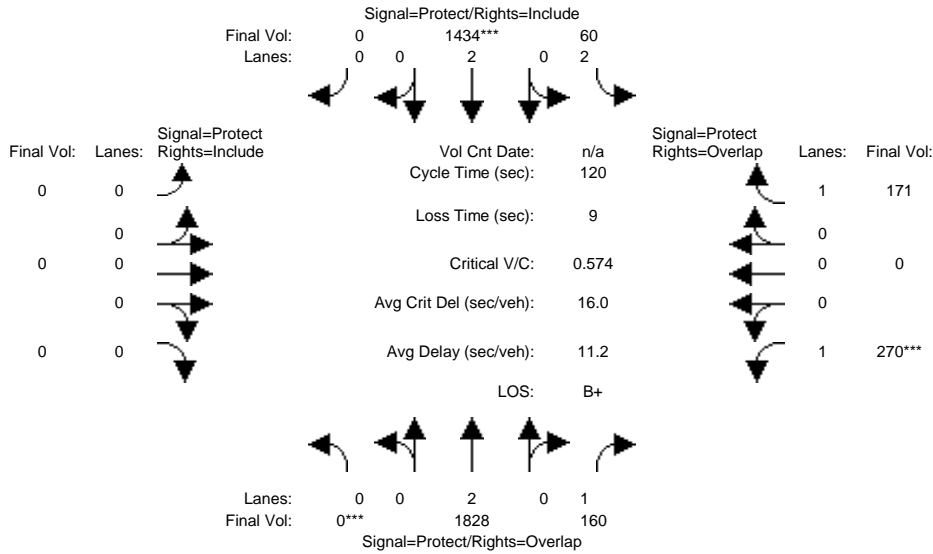 Signal=Protect/Rights=Include
Final Vol: 0 1434*** 60
Lanes: 0 0 2 0 2
Signal=Protect Signal=Protect
Final Vol: Lanes: Rights=Include Vol Cnt Date: n/a Rights=Overlap Lanes: Final Vol:
Cycle Time (sec): 120
0 0 1 171
Loss Time (sec): 9
0 0
0 0 Critical V/C: 0.574 0 0
0 Avg Crit Del (sec/veh): 16.0 0
0 0 Avg Delay (sec/veh): 11.2 1 270***
LOS: B+
Lanes: 0 0 2 0 1
Final Vol: 0*** 1828 160
Signal=Protect/Rights=Overlap